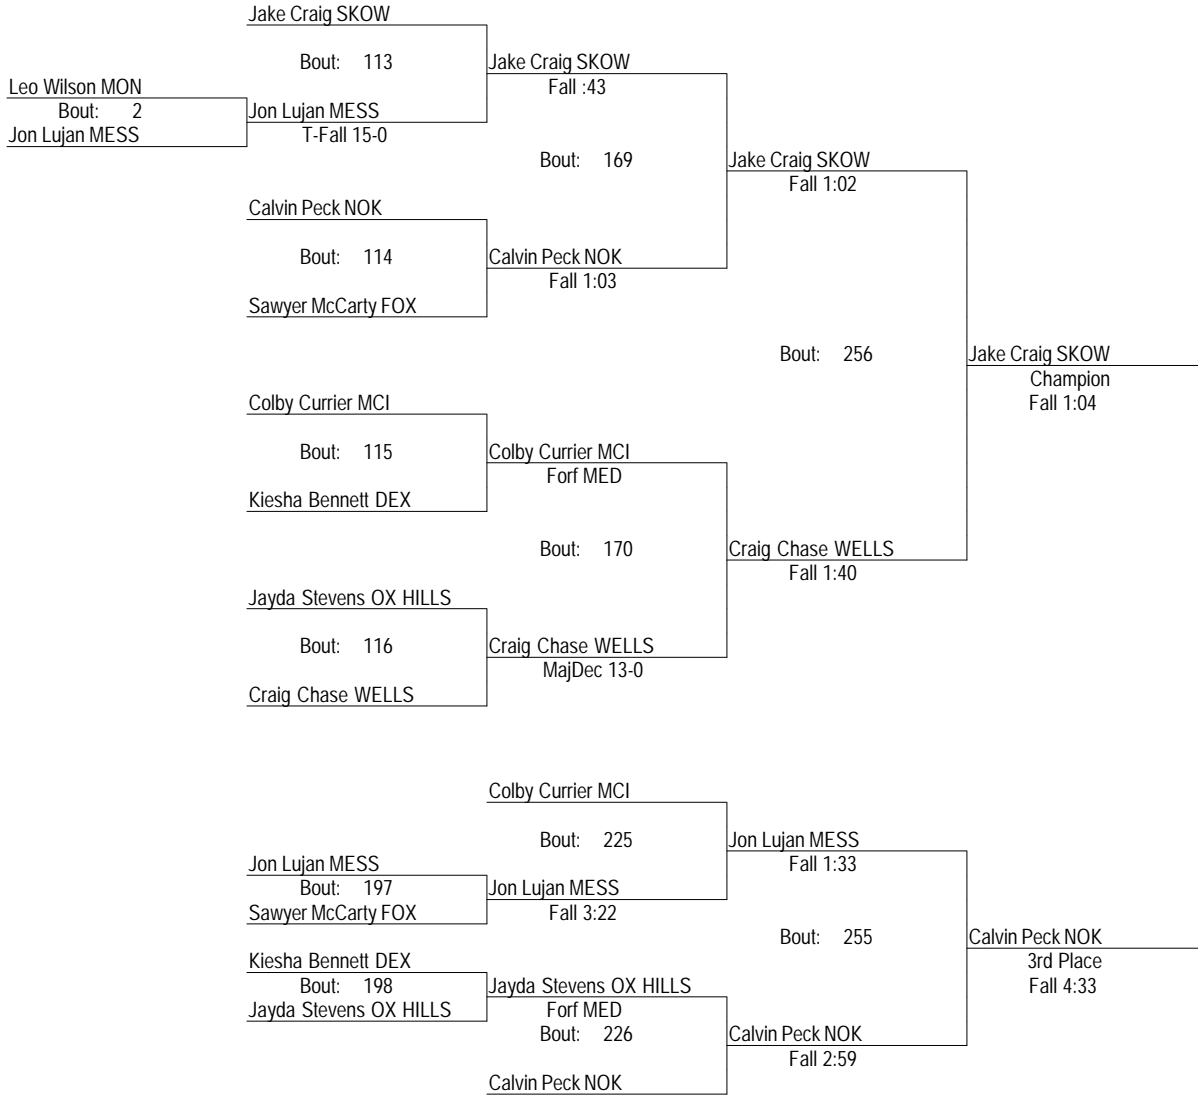 Jake Craig SKOW
Bout: 113
Jake Craig SKOW
Fall :43
Leo Wilson MON
Bout: 2
Jon Lujan MESS
Jon Lujan MESS
T-Fall 15-0
Bout: 169
Jake Craig SKOW
Fall 1:02
Calvin Peck NOK
Bout: 114
Calvin Peck NOK
Fall 1:03
Sawyer McCarty FOX
Bout: 256
Jake Craig SKOW
Champion
Fall 1:04
Colby Currier MCI
Bout: 115
Colby Currier MCI
Forf MED
Kiesha Bennett DEX
Bout: 170
Craig Chase WELLS
Fall 1:40
Jayda Stevens OX HILLS
Bout: 116
Craig Chase WELLS
MajDec 13-0
Craig Chase WELLS
Colby Currier MCI
Bout: 225
Jon Lujan MESS
Fall 1:33
Jon Lujan MESS
Bout: 197
Jon Lujan MESS
Fall 3:22
Sawyer McCarty FOX
Bout: 255
Calvin Peck NOK
3rd Place
Fall 4:33
Kiesha Bennett DEX
Bout: 198
Jayda Stevens OX HILLS
Jayda Stevens OX HILLS
Forf MED
Bout: 226
Calvin Peck NOK
Fall 2:59
Calvin Peck NOK